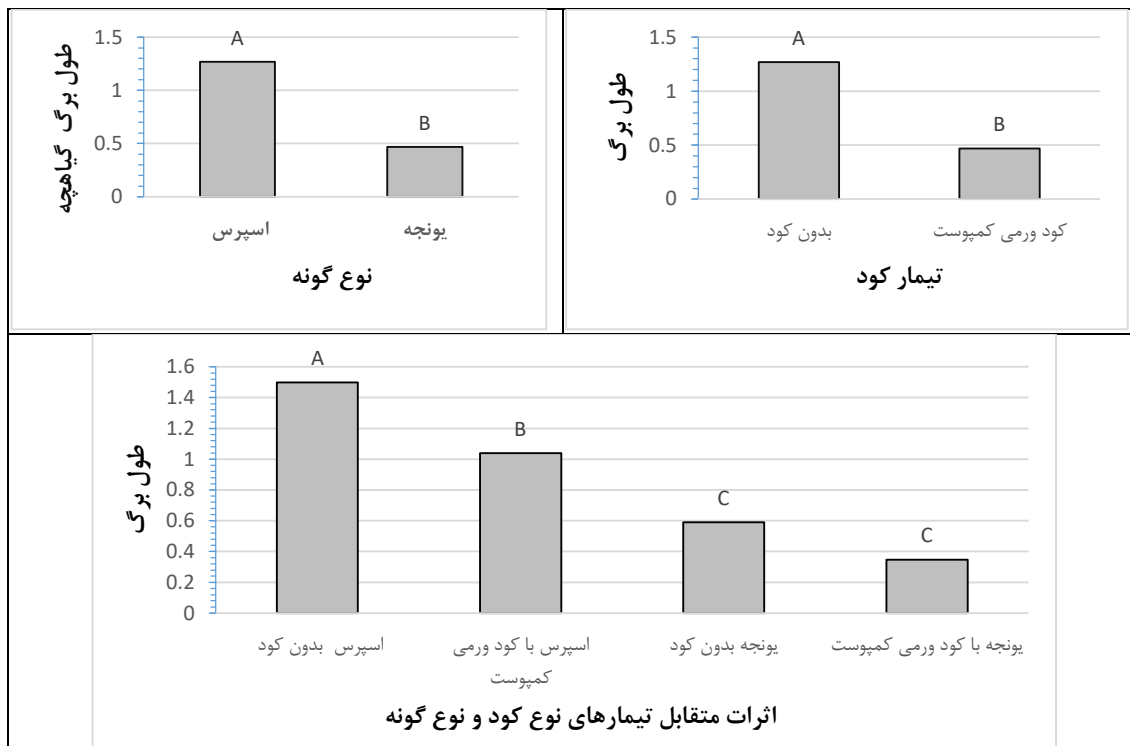 طول برگ گیاهچه
1.5
1
0.5
0
A
B
اسپرس
یونجه
نوع گونه
طول برگ
1.5
1
0.5
0
A
B
بدون کود
کود ورمی کمپوست
تیمار کود
طول برگ
1.6
1.4
1.2
1
0.8
0.6
0.4
0.2
0
A
B
C
C
اسپرس بدون کود
اسپرس با کود ورمی
کمپوست
یونجه بدون کود
یونجه با کود ورمی کمپوست
اثرات متقابل تیمارهای نوع کود و نوع گونه